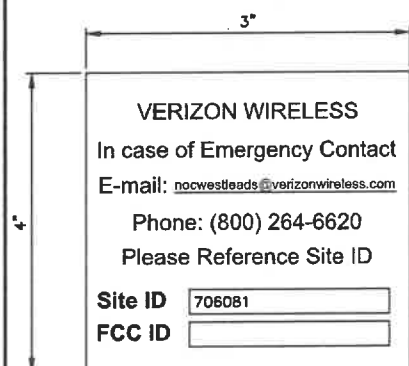 3"
4"
VERIZON WIRELESS
In case of Emergency Contact
E-mail: nocwestleads@verizonwireless.com
Phone: (800) 264-6620
Please Reference Site ID
Site ID 706081
FCC ID